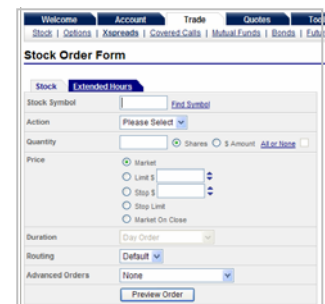 Welcome Account Trade Quotes
Stock | Options | Xspreads | Covered Calls | Mutual Funds | Bonds |
Stock Order Form
Stock Extended Hours
Stock Symbol Find Symbol
Action Please Select
Quantity Shares $ Amount All or None
Price Market
Limit $
Stop $
Stop Limit
Market On Close
Duration Day Order
Routing Default
Advanced Orders None
Preview Order